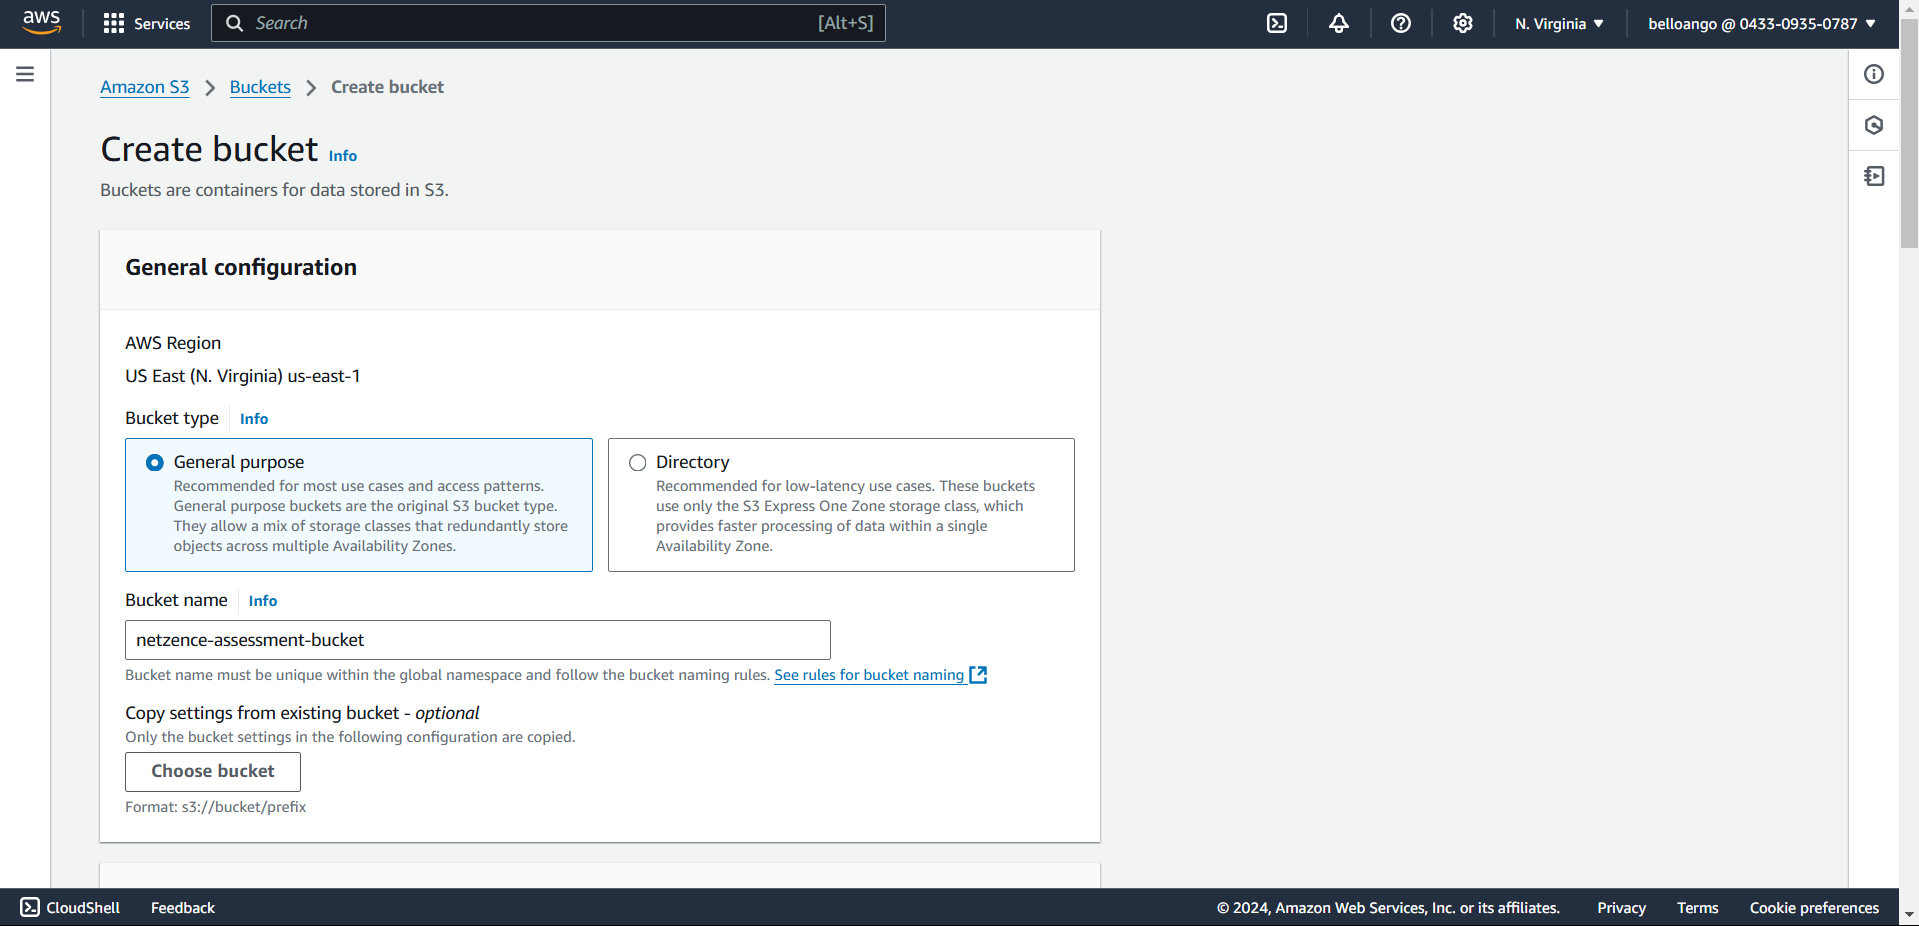 aws
Services
Search [Alt+S]
N. Virginia
belloango @ 0433-0935-0787
Amazon S3 > Buckets > Create bucket
Create bucket Info
Buckets are containers for data stored in S3.
General configuration
AWS Region
US East (N. Virginia) us-east-1
Bucket type Info
General purpose
Recommended for most use cases and access patterns.
General purpose buckets are the original S3 bucket type.
They allow a mix of storage classes that redundantly store
objects across multiple Availability Zones.
Directory
Recommended for low-latency use cases. These buckets
use only the S3 Express One Zone storage class, which
provides faster processing of data within a single
Availability Zone.
Bucket name Info
netzence-assessment-bucket
Bucket name must be unique within the global namespace and follow the bucket naming rules. See rules for bucket naming
Copy settings from existing bucket - optional
Only the bucket settings in the following configuration are copied.
Choose bucket
Format: s3://bucket/prefix
CloudShell Feedback
© 2024, Amazon Web Services, Inc. or its affiliates. Privacy Terms Cookie preferences